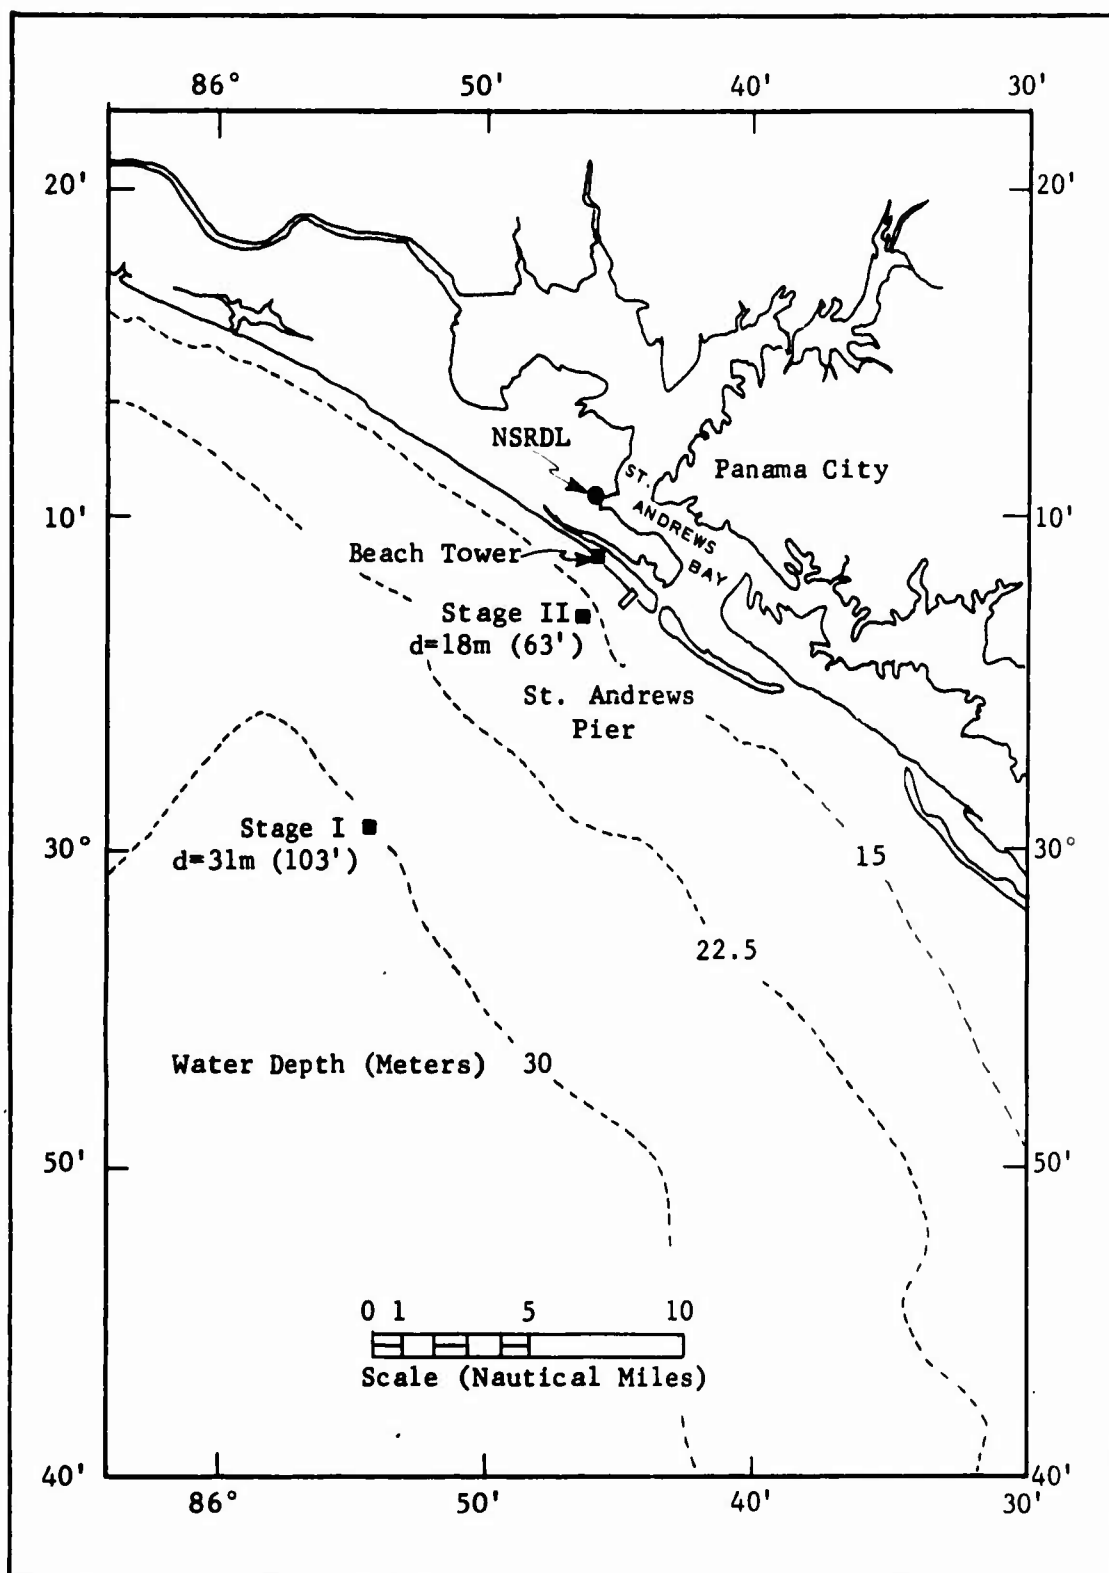 86° 50' 40' 30'
20' 20'
NSRDL
ST.
ANDREWS
BAY
Panama City
10' 10'
Beach Tower
Stage II
d=18m (63')
St. Andrews
Pier
Stage I
d=31m (103')
30° 30°
15
22.5
Water Depth (Meters) 30
50' 50'
0 1 5 10
Scale (Nautical Miles)
40' 40'
86° 50' 40' 30'